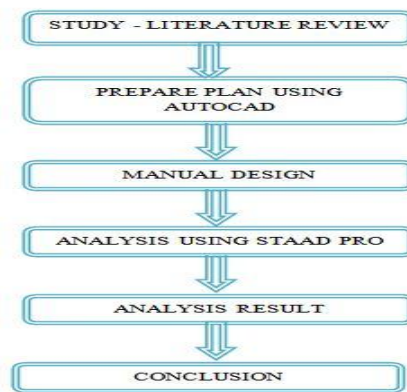 STUDY - LITERATURE REVIEW
PREPARE PLAN USING
AUTOCAD
MANUAL DESIGN
ANALYSIS USING STAAD PRO
ANALYSIS RESULT
CONCLUSION